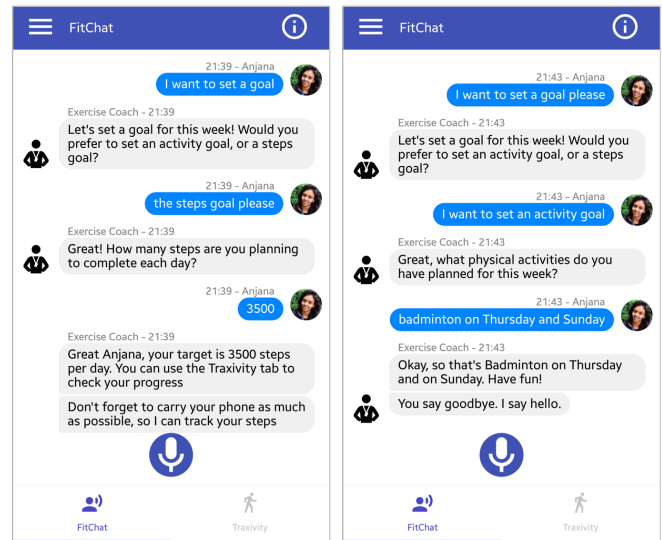 FitChat
21:39 - Anjana
I want to set a goal
Exercise Coach - 21:39
Let's set a goal for this week! Would you
prefer to set an activity goal, or a steps
goal?
21:39 - Anjana
the steps goal please
Exercise Coach - 21:39
Great! How many steps are you planning
to complete each day?
21:39 - Anjana
3500
Exercise Coach - 21:39
Great Anjana, your target is 3500 steps
per day. You can use the Traxivity tab to
check your progress
Don't forget to carry your phone as much
as possible, so I can track your steps
FitChat
Traxivity
FitChat
21:43 - Anjana
I want to set a goal please
Exercise Coach - 21:43
Let's set a goal for this week! Would you
prefer to set an activity goal, or a steps
goal?
21:43 - Anjana
I want to set an activity goal
Exercise Coach - 21:43
Great, what physical activities do you
have planned for this week?
21:43 - Anjana
badminton on Thursday and Sunday
Exercise Coach - 21:43
Okay, so that's Badminton on Thursday
and on Sunday. Have fun!
You say goodbye. I say hello.
FitChat
Traxivity